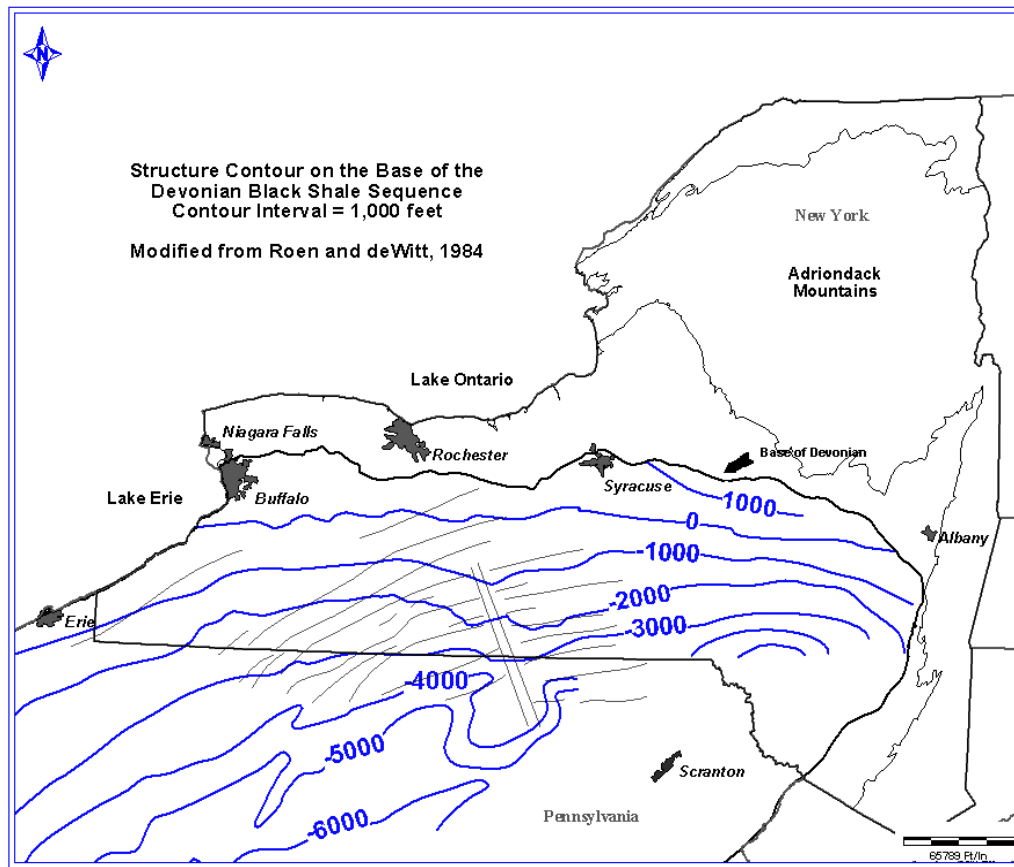 N
Structure Contour on the Base of the
Devonian Black Shale Sequence
Contour Interval = 1,000 feet
Modified from Roen and deWitt, 1984
New York
Adriondack
Mountains
Lake Ontario
Niagara Falls
Rochester
Base of Devonian
Lake Erie
Buffalo
Syracuse
1000
0
Albany
-1000
-2000
Erie
-3000
-4000
-5000
Scranton
-6000
Pennsylvania
65789 Ft/In